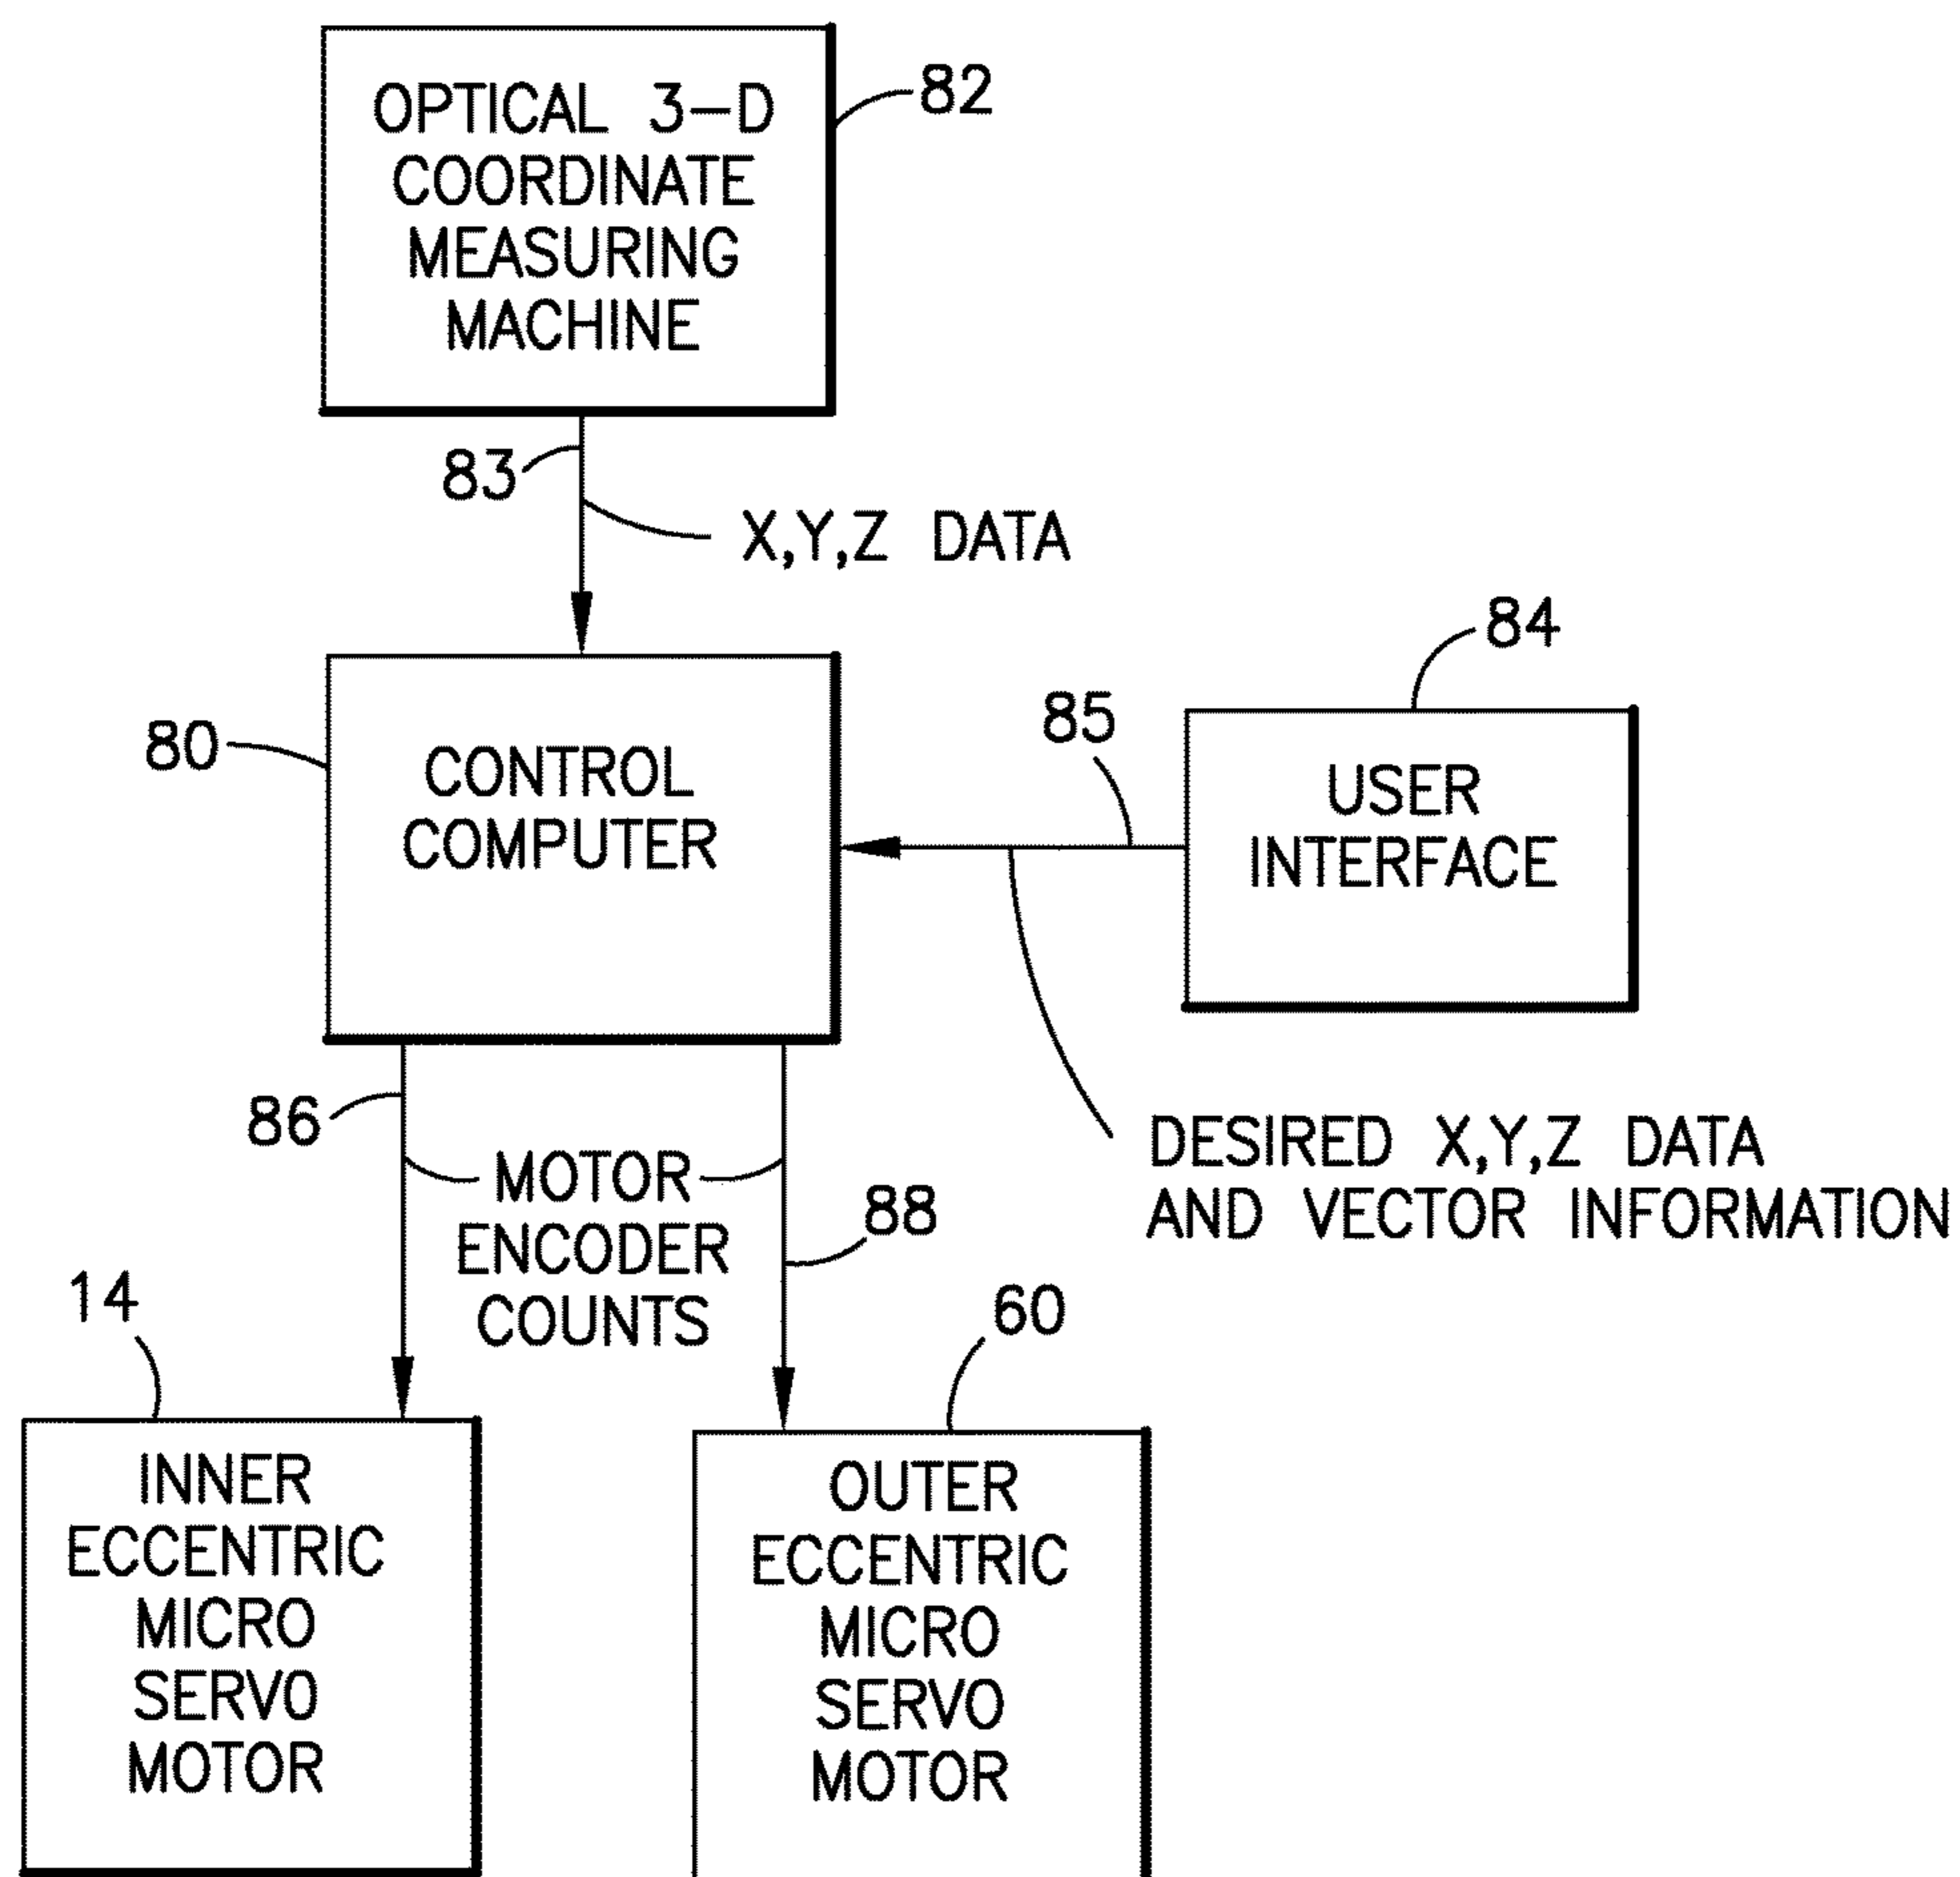 OPTICAL 3-D
COORDINATE
MEASURING
MACHINE
82
83
X,Y,Z DATA
84
80
CONTROL
COMPUTER
85
USER
INTERFACE
86
MOTOR
ENCODER
COUNTS
88
DESIRED X,Y,Z DATA
AND VECTOR INFORMATION
14
INNER
ECCENTRIC
MICRO
SERVO
MOTOR
60
OUTER
ECCENTRIC
MICRO
SERVO
MOTOR